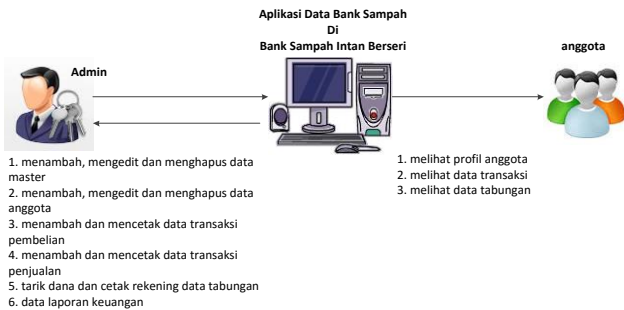 Aplikasi Data Bank Sampah
Di
Bank Sampah Intan Berseri
anggota
Admin
1. menambah, mengedit dan menghapus data
master
2. menambah, mengedit dan menghapus data
anggota
3. menambah dan mencetak data transaksi
pembelian
4. menambah dan mencetak data transaksi
penjualan
5. tarik dana dan cetak rekening data tabungan
6. data laporan keuangan
1. melihat profil anggota
2. melihat data transaksi
3. melihat data tabungan